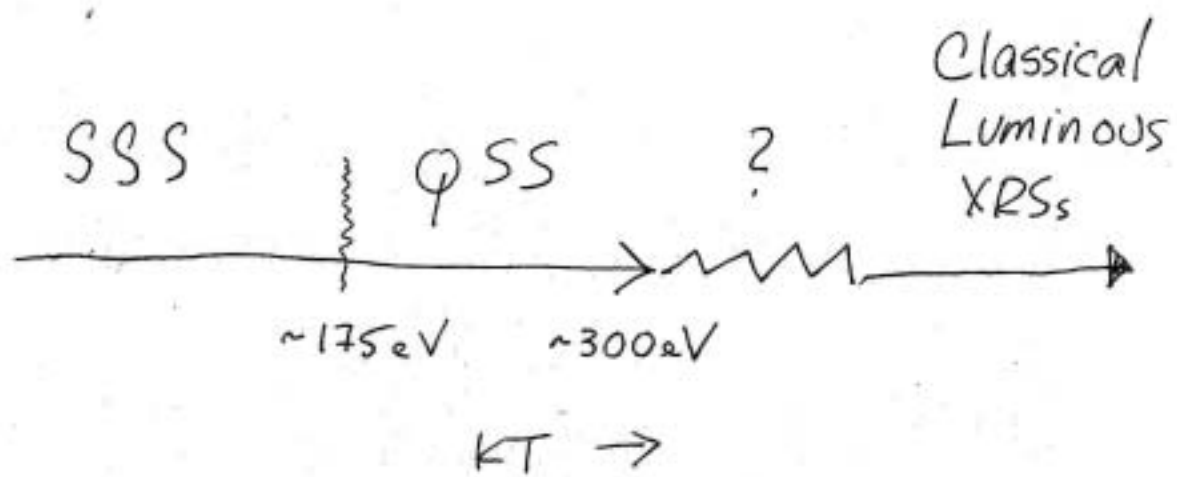 Classical
Luminous
XRSs
SSS
QSS
?
~175eV
~300eV
KT →